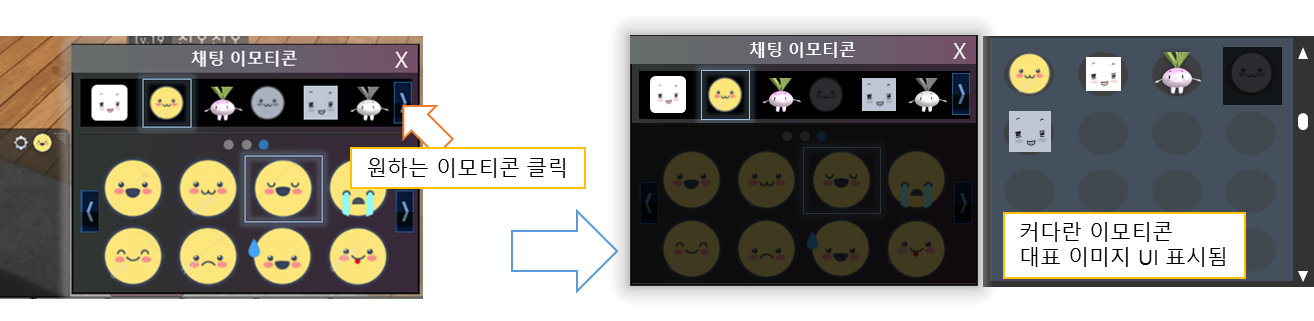 Lv.19
채팅 이모티콘
X
원하는 이모티콘 클릭
채팅 이모티콘
X
커다란 이모티콘
대표 이미지 UI 표시됨